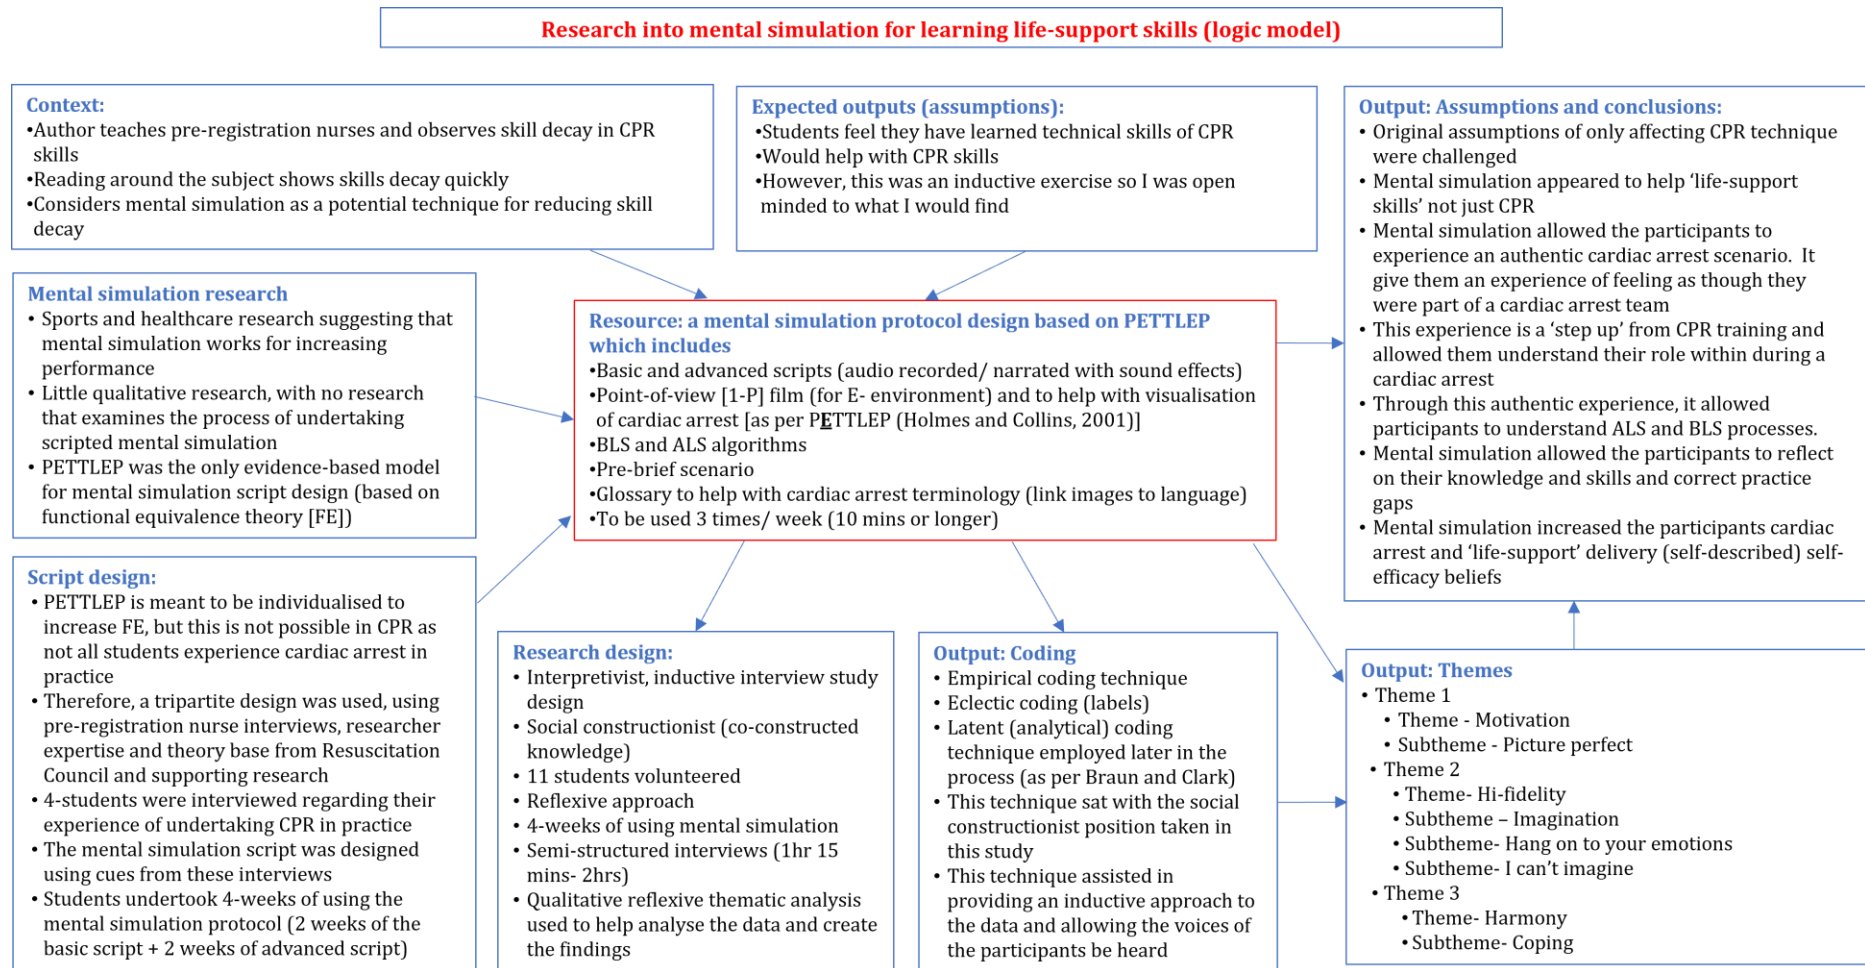 Research into mental simulation for learning life-support skills (logic model)
Context:
•Author teaches pre-registration nurses and observes skill decay in CPR
skills
•Reading around the subject shows skills decay quickly
•Considers mental simulation as a potential technique for reducing skill
decay
Expected outputs (assumptions):
•Students feel they have learned technical skills of CPR
•Would help with CPR skills
•However, this was an inductive exercise so I was open
minded to what I would find
Output: Assumptions and conclusions:
• Original assumptions of only affecting CPR technique
were challenged
• Mental simulation appeared to help ‘life-support
skills’ not just CPR
• Mental simulation allowed the participants to
experience an authentic cardiac arrest scenario. It
give them an experience of feeling as though they
were part of a cardiac arrest team
• This experience is a ‘step up’ from CPR training and
allowed them understand their role within during a
cardiac arrest
• Through this authentic experience, it allowed
participants to understand ALS and BLS processes.
• Mental simulation allowed the participants to reflect
on their knowledge and skills and correct practice
gaps
• Mental simulation increased the participants cardiac
arrest and ‘life-support’ delivery (self-described) self-
efficacy beliefs
Mental simulation research
• Sports and healthcare research suggesting that
mental simulation works for increasing
performance
• Little qualitative research, with no research
that examines the process of undertaking
scripted mental simulation
• PETTLEP was the only evidence-based model
for mental simulation script design (based on
functional equivalence theory [FE])
Resource: a mental simulation protocol design based on PETTLEP
which includes
•Basic and advanced scripts (audio recorded/ narrated with sound effects)
•Point-of-view [1-P] film (for E- environment) and to help with visualisation
of cardiac arrest [as per PETTLEP (Holmes and Collins, 2001)]
•BLS and ALS algorithms
•Pre-brief scenario
•Glossary to help with cardiac arrest terminology (link images to language)
•To be used 3 times/ week (10 mins or longer)
Script design:
• PETTLEP is meant to be individualised to
increase FE, but this is not possible in CPR as
not all students experience cardiac arrest in
practice
• Therefore, a tripartite design was used, using
pre-registration nurse interviews, researcher
expertise and theory base from Resuscitation
Council and supporting research
• 4-students were interviewed regarding their
experience of undertaking CPR in practice
• The mental simulation script was designed
using cues from these interviews
• Students undertook 4-weeks of using the
mental simulation protocol (2 weeks of the
basic script + 2 weeks of advanced script)
Research design:
• Interpretivist, inductive interview study
design
• Social constructionist (co-constructed
knowledge)
• 11 students volunteered
• Reflexive approach
• 4-weeks of using mental simulation
• Semi-structured interviews (1hr 15
mins- 2hrs)
• Qualitative reflexive thematic analysis
used to help analyse the data and create
the findings
Output: Coding
• Empirical coding technique
• Eclectic coding (labels)
• Latent (analytical) coding
technique employed later in the
process (as per Braun and Clark)
• This technique sat with the social
constructionist position taken in
this study
• This technique assisted in
providing an inductive approach to
the data and allowing the voices of
the participants be heard
Output: Themes
• Theme 1
• Theme - Motivation
• Subtheme - Picture perfect
• Theme 2
• Theme- Hi-fidelity
• Subtheme – Imagination
• Subtheme- Hang on to your emotions
• Subtheme- I can’t imagine
• Theme 3
• Theme- Harmony
• Subtheme- Coping